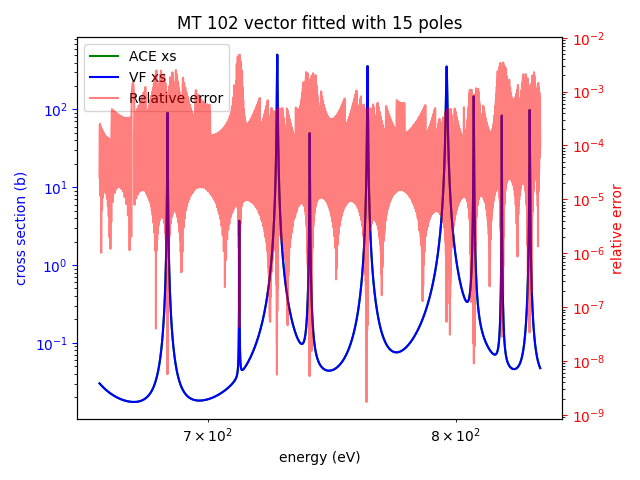 MT 102 vector fitted with 15 poles
ACE xs
VF xs
Relative error
10²
10¹
10⁰
10⁻¹
cross section (b)
10⁻²
10⁻³
10⁻⁴
10⁻⁵
10⁻⁶
10⁻⁷
10⁻⁸
10⁻⁹
relative error
7 × 10²
8 × 10²
energy (eV)